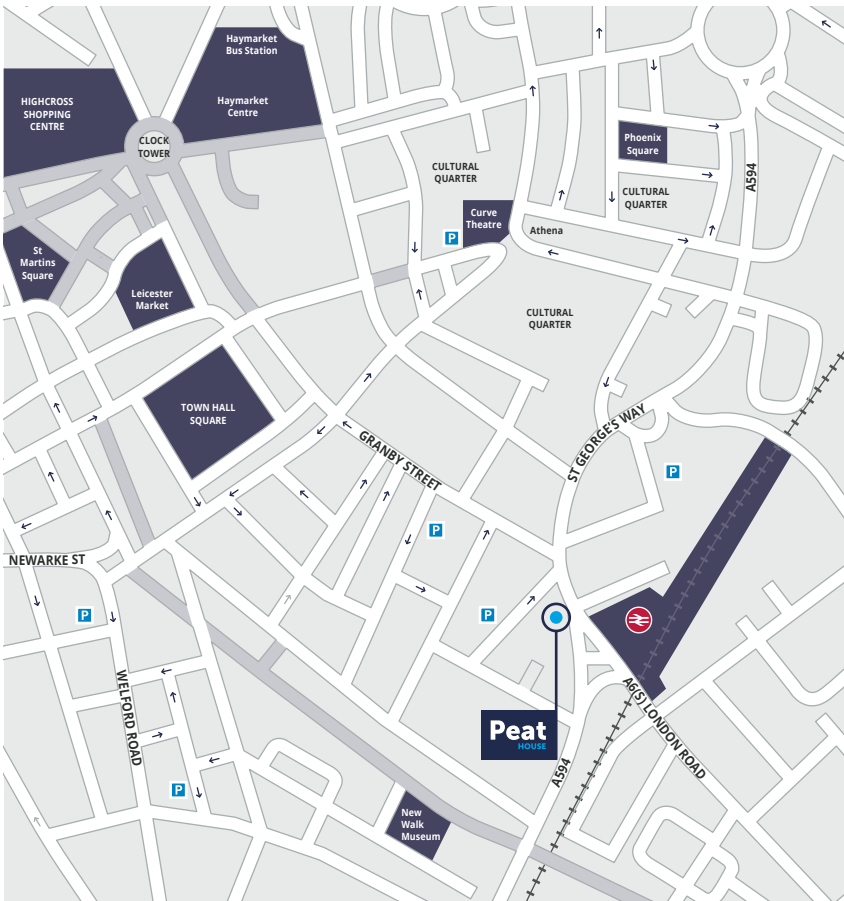 Haymarket
Bus Station
HIGHCROSS
SHOPPING
CENTRE
Haymarket
Centre
CLOCK
TOWER
Phoenix
Square
CULTURAL
QUARTER
A594
CULTURAL
QUARTER
Curve
Theatre
P
Athena
St
Martins
Square
Leicester
Market
CULTURAL
QUARTER
TOWN HALL
SQUARE
GRANBY STREET
ST GEORGE'S WAY
P
P
NEWARKE ST
P
P
WELFORD ROAD
A6(S) LONDON ROAD
Peat
HOUSE
A594
P
New
Walk
Museum